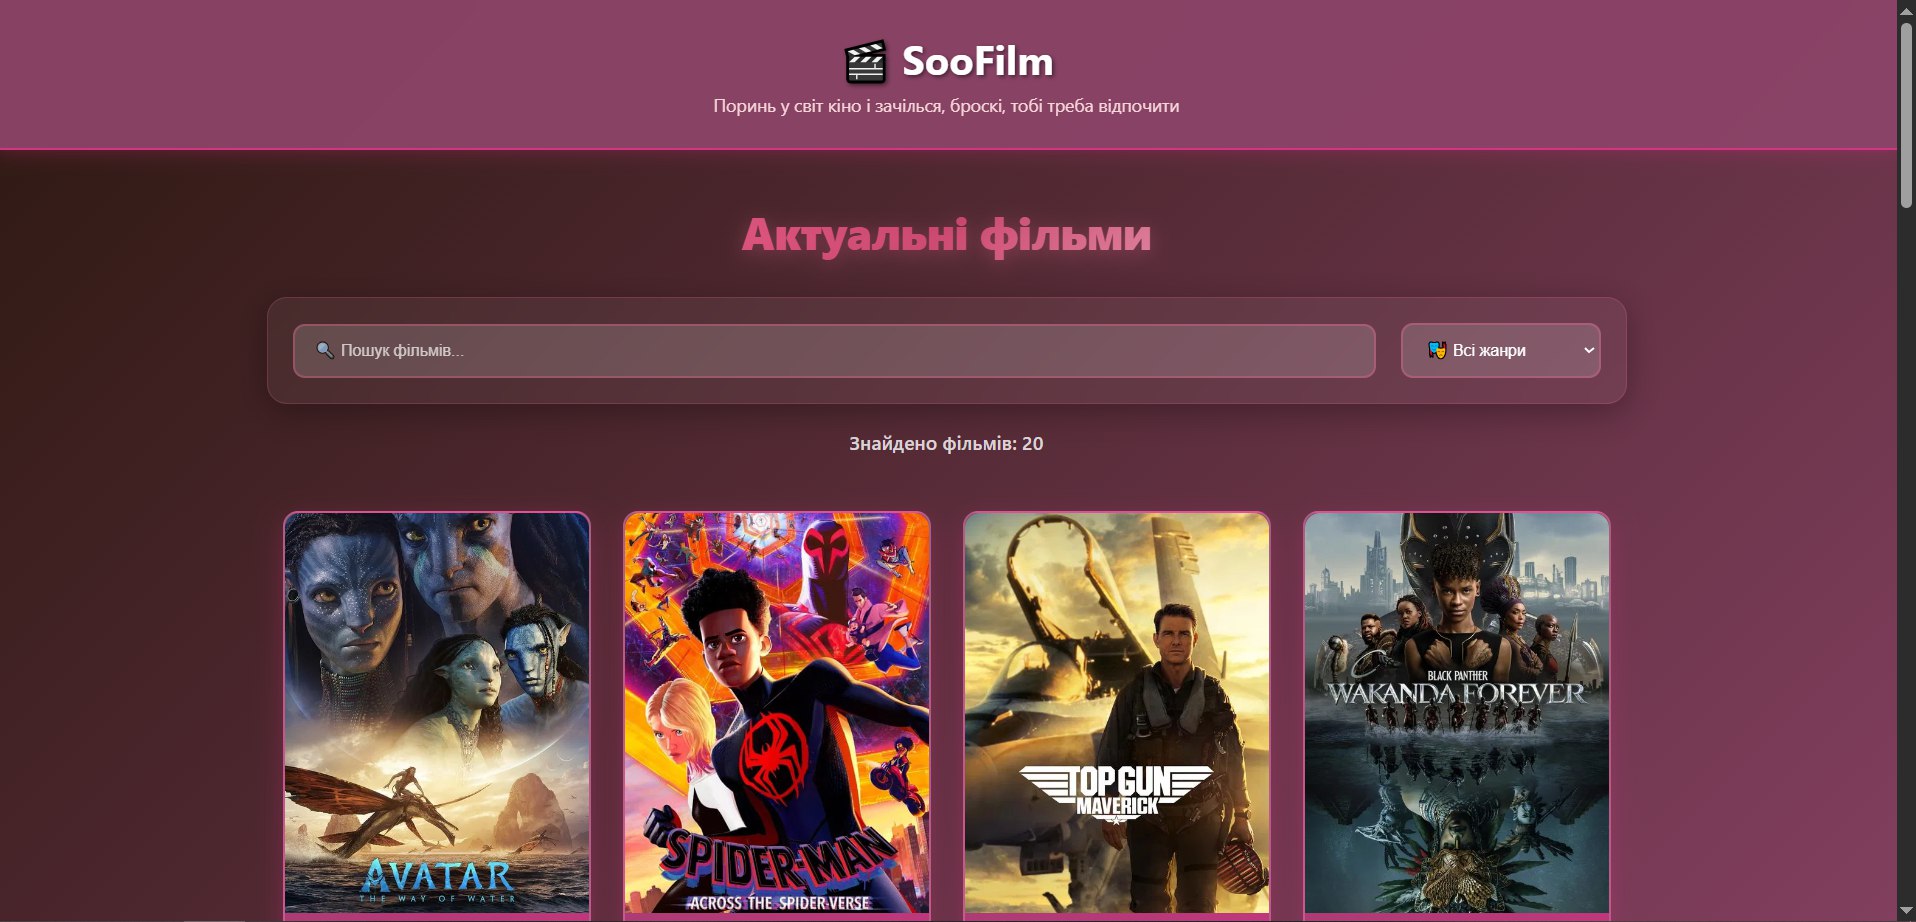 SooFilm
Поринь у світ кіно і зачілься, броскі, тобі треба відпочити
Актуальні фільми
Пошук фільмів...
Всі жанри
Знайдено фільмів: 20
AVATAR
THE WAY OF WATER
SPIDER-MAN
ACROSS THE SPIDER-VERSE
TOP GUN
MAVERICK
BLACK PANTHER
WAKANDA FOREVER